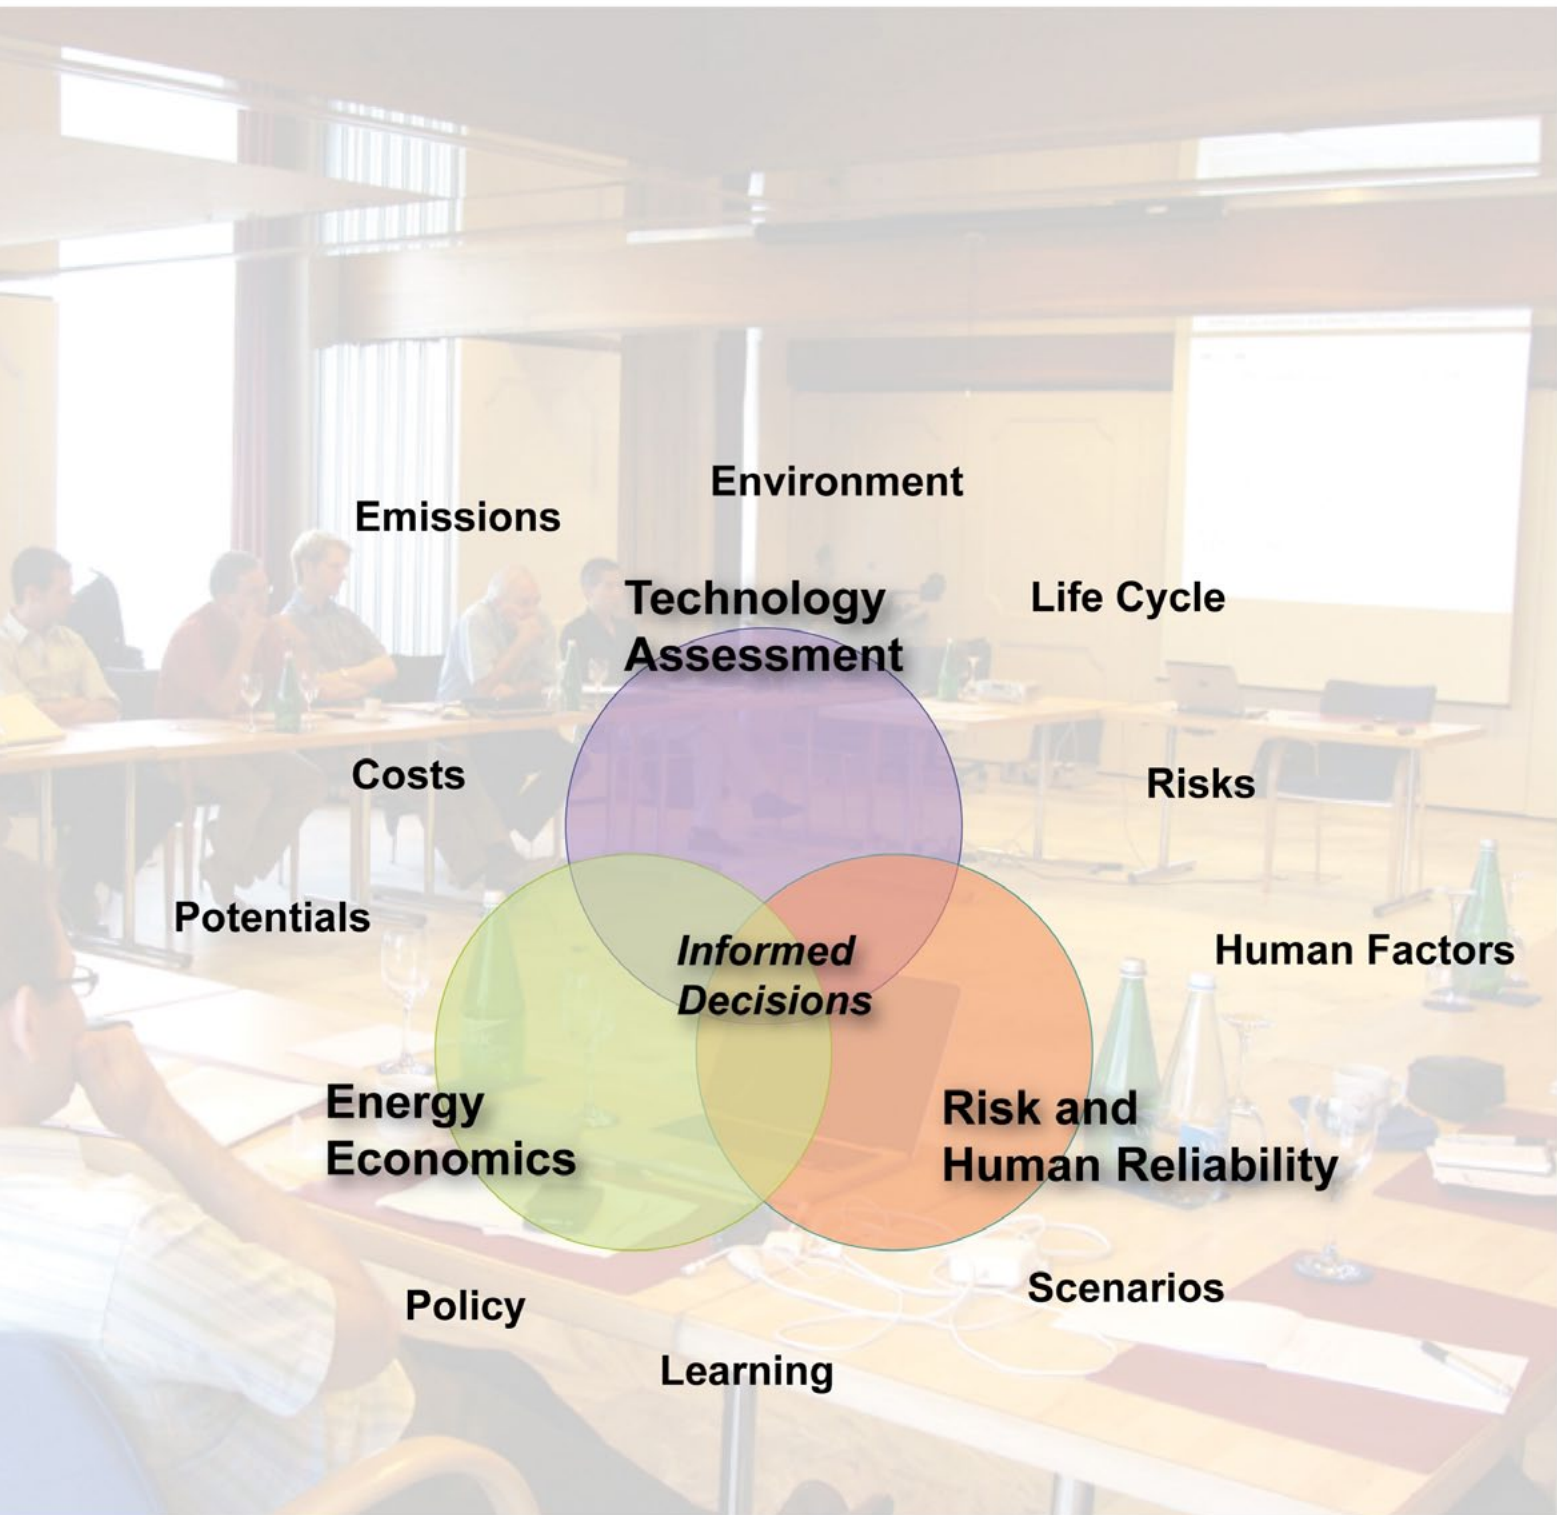 Environment
Emissions
Technology
Assessment
Life Cycle
Costs
Risks
Potentials
Informed
Decisions
Human Factors
Energy
Economics
Risk and
Human Reliability
Scenarios
Policy
Learning